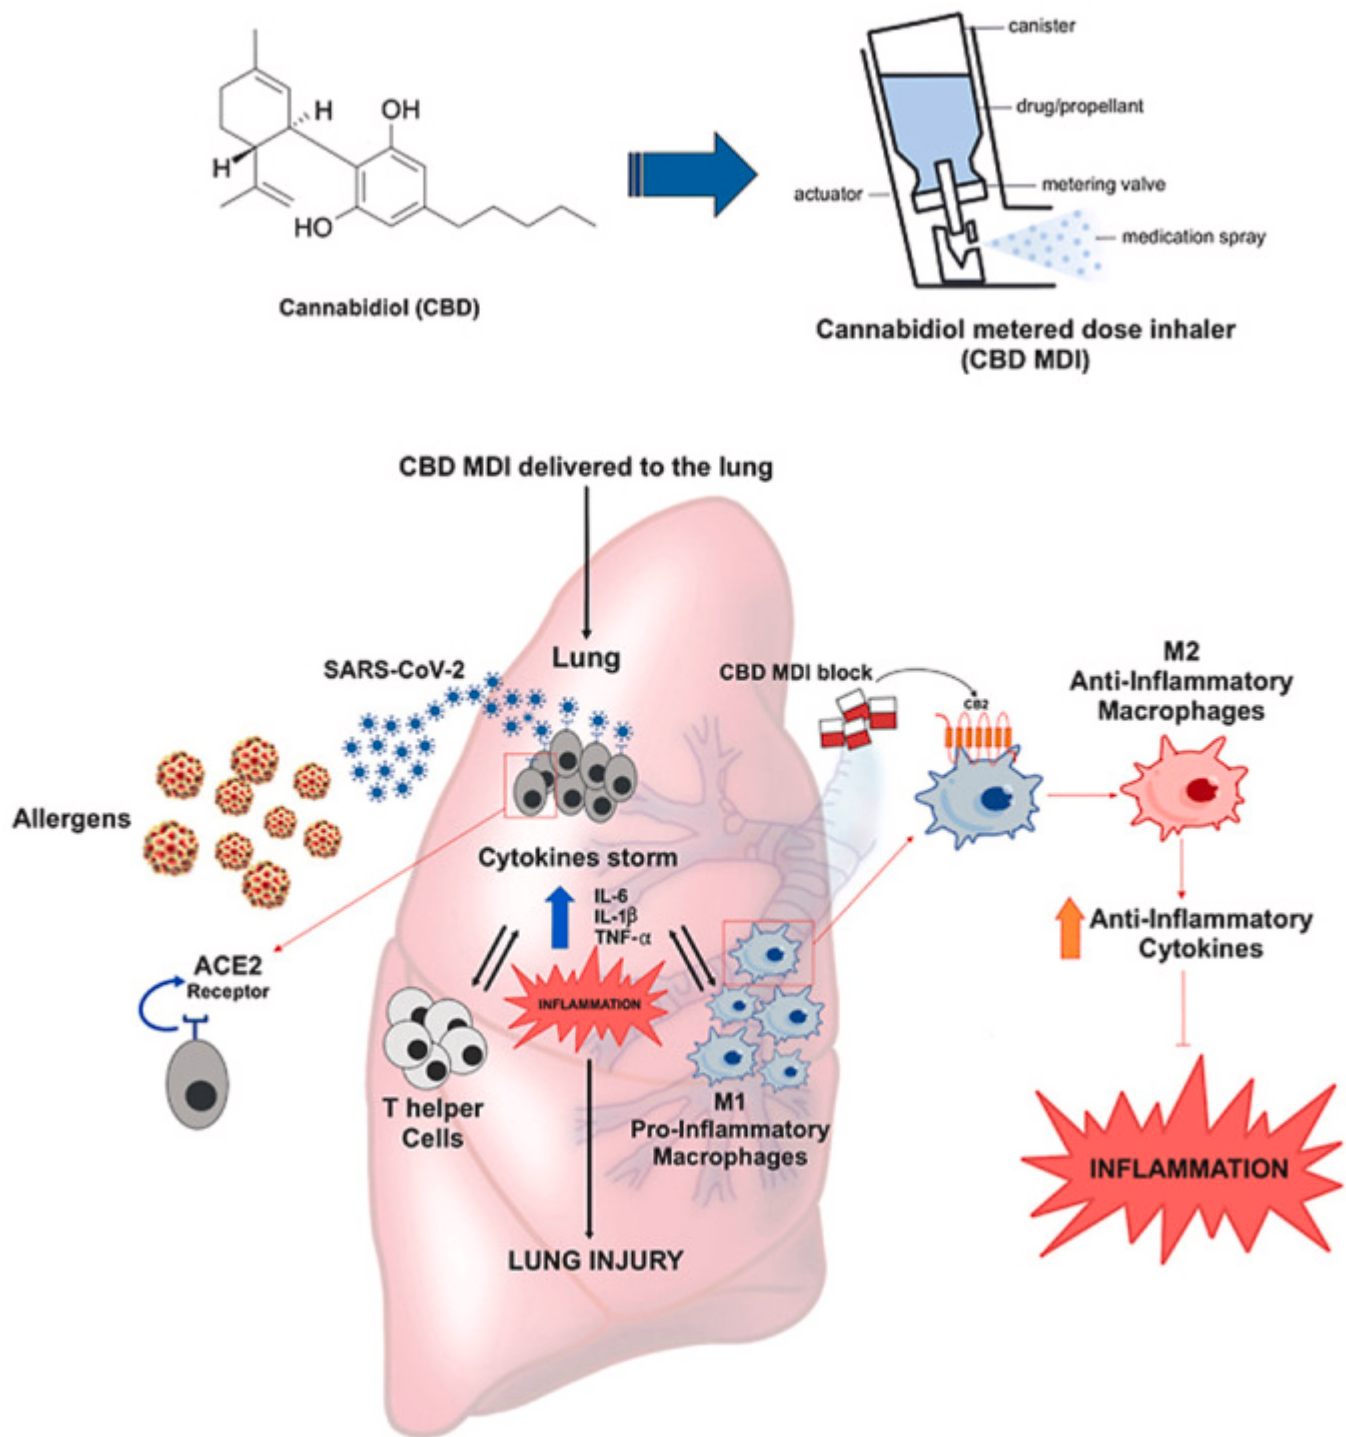 H
OH
H
HO
Cannabidiol (CBD)
canister
drug/propellant
actuator
metering valve
medication spray
Cannabidiol metered dose inhaler
(CBD MDI)
CBD MDI delivered to the lung
SARS-CoV-2
Lung
CBD MDI block
CB2
M2
Anti-Inflammatory
Macrophages
Allergens
Cytokines storm
IL-6
IL-1β
TNF-α
Anti-Inflammatory
Cytokines
ACE2
Receptor
INFLAMMATION
T helper
Cells
M1
Pro-Inflammatory
Macrophages
INFLAMMATION
LUNG INJURY